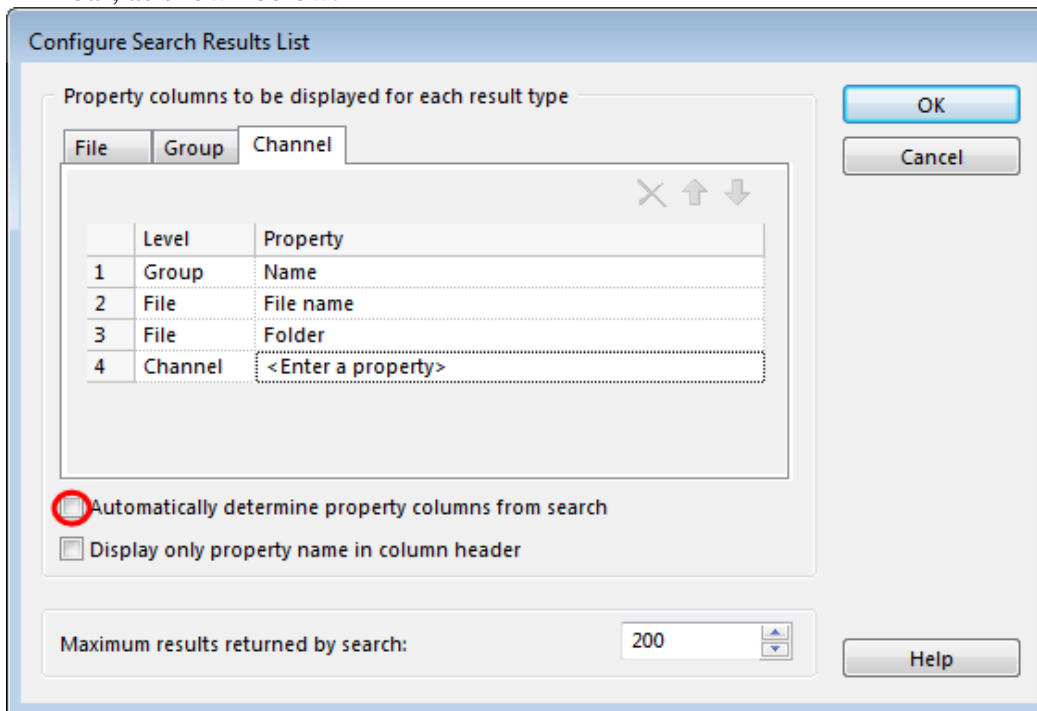 Configure Search Results List
Property columns to be displayed for each result type
OK
File Group Channel
Cancel
Level Property
1 Group Name
2 File File name
3 File Folder
4 Channel <Enter a property>
Automatically determine property columns from search
Display only property name in column header
Maximum results returned by search: 200
Help